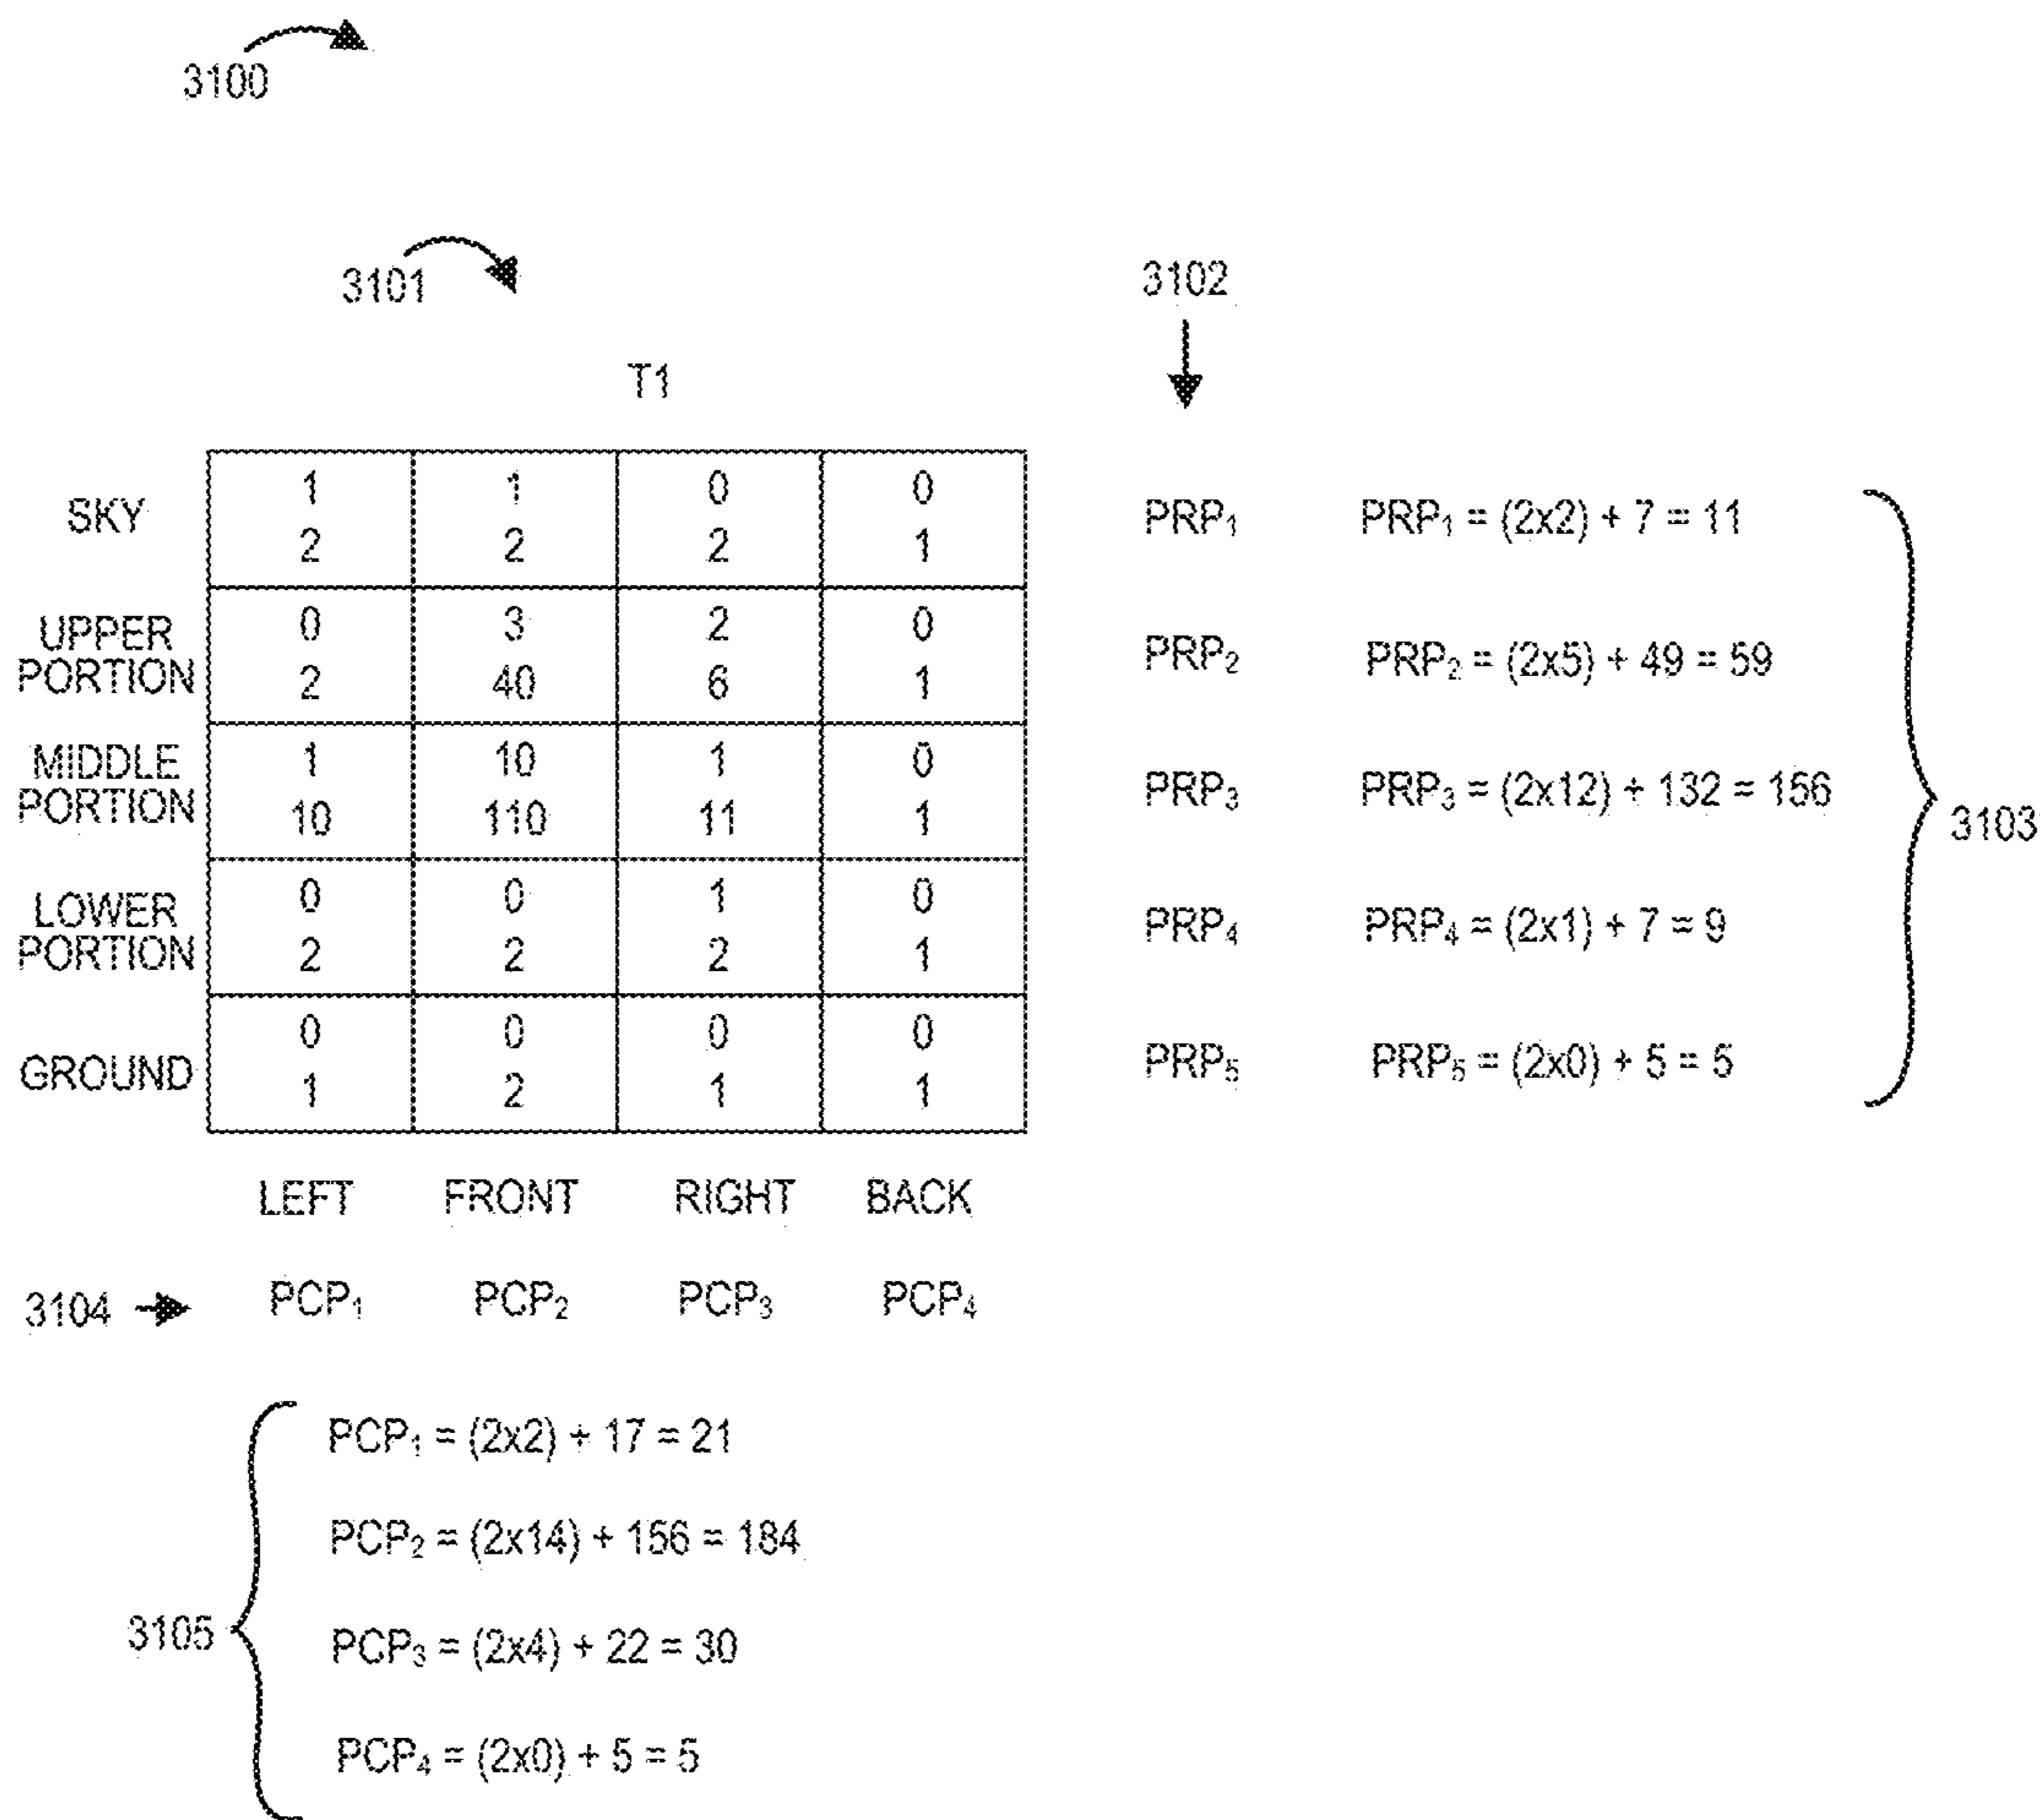 3100
3101
3102
T1
1 1 0 0
SKY PRP₁ PRP₁ = (2x2) + 7 = 11
2 2 2 1
0 3 2 0
UPPER PORTION PRP₂ PRP₂ = (2x5) + 49 = 59
2 40 6 1
1 10 1 0
MIDDLE PORTION PRP₃ PRP₃ = (2x12) + 132 = 156
10 110 11 1
3103
0 0 1 0
LOWER PORTION PRP₄ PRP₄ = (2x1) + 7 = 9
2 2 2 1
0 0 0 0
GROUND PRP₅ PRP₅ = (2x0) + 5 = 5
1 2 1 1
LEFT FRONT RIGHT BACK
3104 PCP₁ PCP₂ PCP₃ PCP₄
PCP₁ = (2x2) + 17 = 21
PCP₂ = (2x14) + 156 = 184
3105
PCP₃ = (2x4) + 22 = 30
PCP₄ = (2x0) + 5 = 5